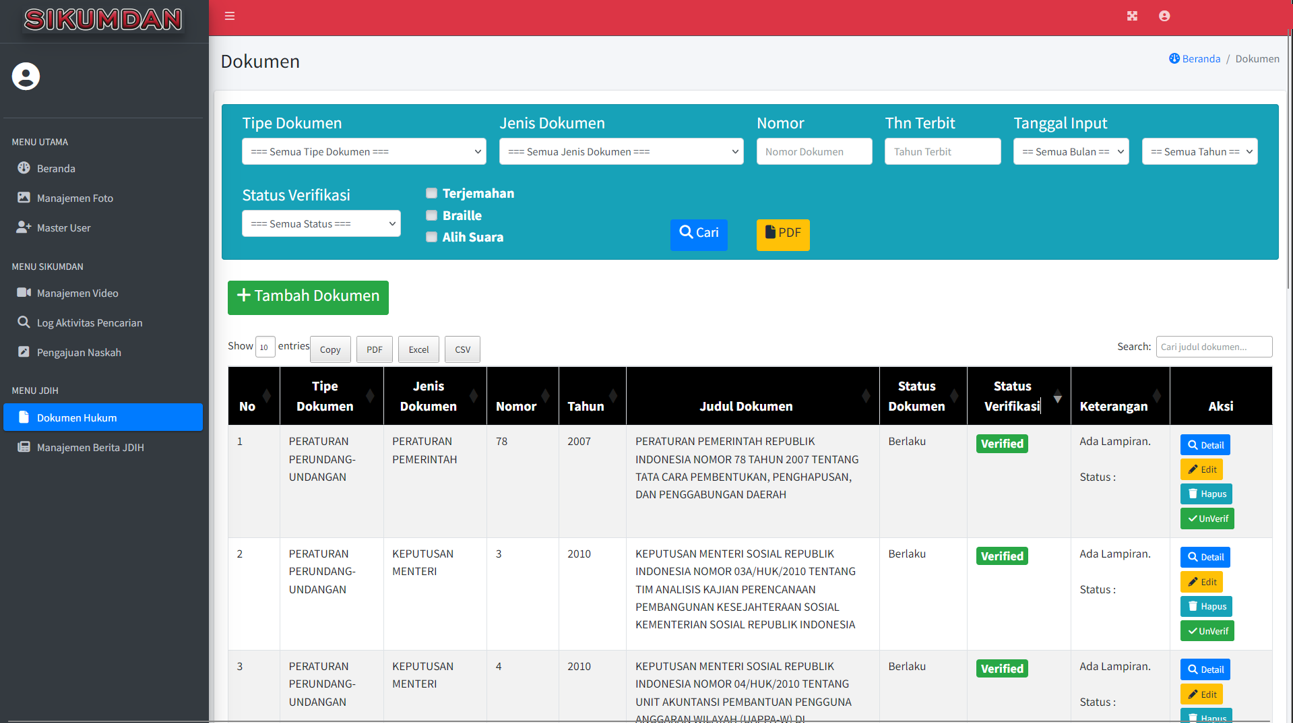 SIKUMDAN
Dokumen
Beranda / Dokumen
MENU UTAMA
Beranda
Manajemen Foto
Master User
MENU SIKUMDAN
Manajemen Video
Log Aktivitas Pencarian
Pengajuan Naskah
MENU JDIH
Dokumen Hukum
Manajemen Berita JDIH
Tipe Dokumen
=== Semua Tipe Dokumen ===
Jenis Dokumen
=== Semua Jenis Dokumen ===
Nomor
Nomor Dokumen
Thn Terbit
Tahun Terbit
Tanggal Input
== Semua Bulan ==
== Semua Tahun ==
Status Verifikasi
=== Semua Status ===
Terjemahan
Braille
Alih Suara
Cari
PDF
Tambah Dokumen
Show 10 entries
Copy
PDF
Excel
CSV
Search: Cari judul dokumen...
No
Tipe
Dokumen
Jenis
Dokumen
Nomor
Tahun
Judul Dokumen
Status
Dokumen
Status
Verifikasi
Keterangan
Aksi
1
PERATURAN
PERUNDANG-
UNDANGAN
PERATURAN
PEMERINTAH
78
2007
PERATURAN PEMERINTAH REPUBLIK
INDONESIA NOMOR 78 TAHUN 2007 TENTANG
TATA CARA PEMBENTUKAN, PENGHAPUSAN,
DAN PENGGABUNGAN DAERAH
Berlaku
Verified
Ada Lampiran.
Status :
Detail
Edit
Hapus
UnVerif
2
PERATURAN
PERUNDANG-
UNDANGAN
KEPUTUSAN
MENTERI
3
2010
KEPUTUSAN MENTERI SOSIAL REPUBLIK
INDONESIA NOMOR 03A/HUK/2010 TENTANG
TIM ANALISIS KAJIAN PERENCANAAN
PEMBANGUNAN KESEJAHTERAAN SOSIAL
KEMENTERIAN SOSIAL REPUBLIK INDONESIA
Berlaku
Verified
Ada Lampiran.
Status :
Detail
Edit
Hapus
UnVerif
3
PERATURAN
PERUNDANG-
UNDANGAN
KEPUTUSAN
MENTERI
4
2010
KEPUTUSAN MENTERI SOSIAL REPUBLIK
INDONESIA NOMOR 04/HUK/2010 TENTANG
UNIT AKUNTANSI PEMBANTUAN PENGGUNA
ANGGARAN WILAYAH (UAPPA-W) DI
Berlaku
Verified
Ada Lampiran.
Status :
Detail
Edit
Hapus